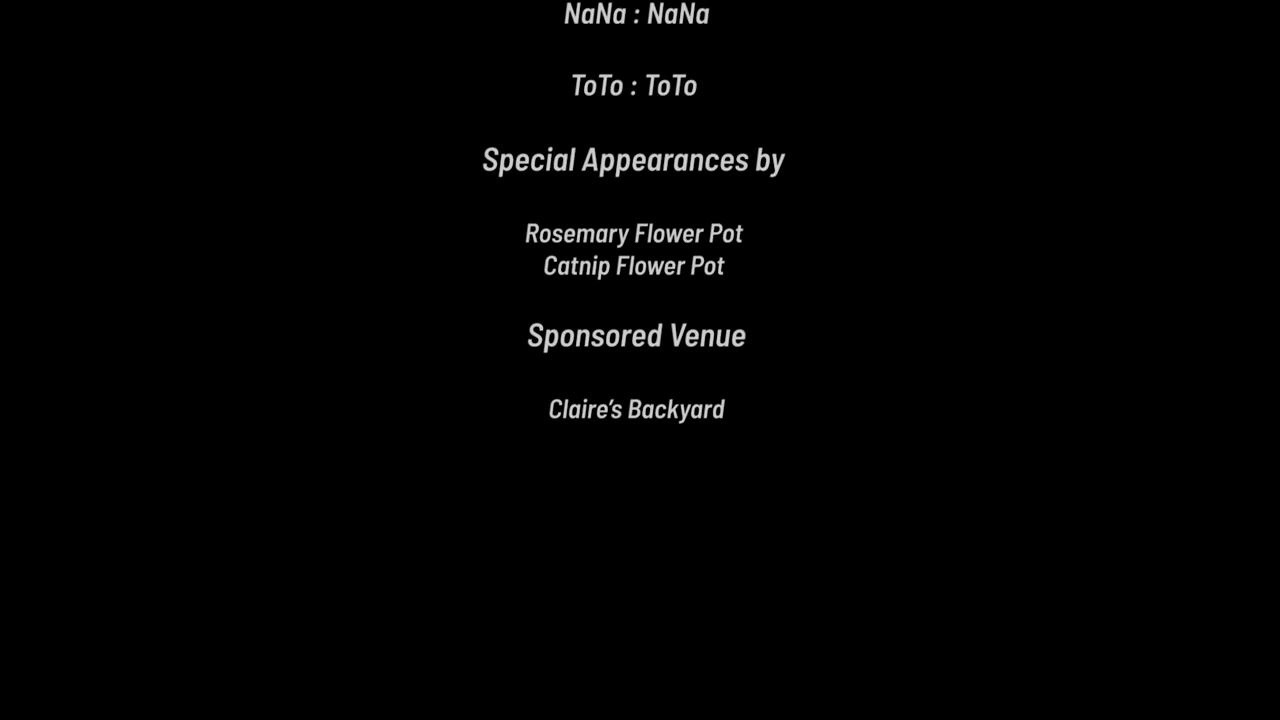 NaNa : NaNa
ToTo : ToTo
Special Appearances by
Rosemary Flower Pot
Catnip Flower Pot
Sponsored Venue
Claire’s Backyard